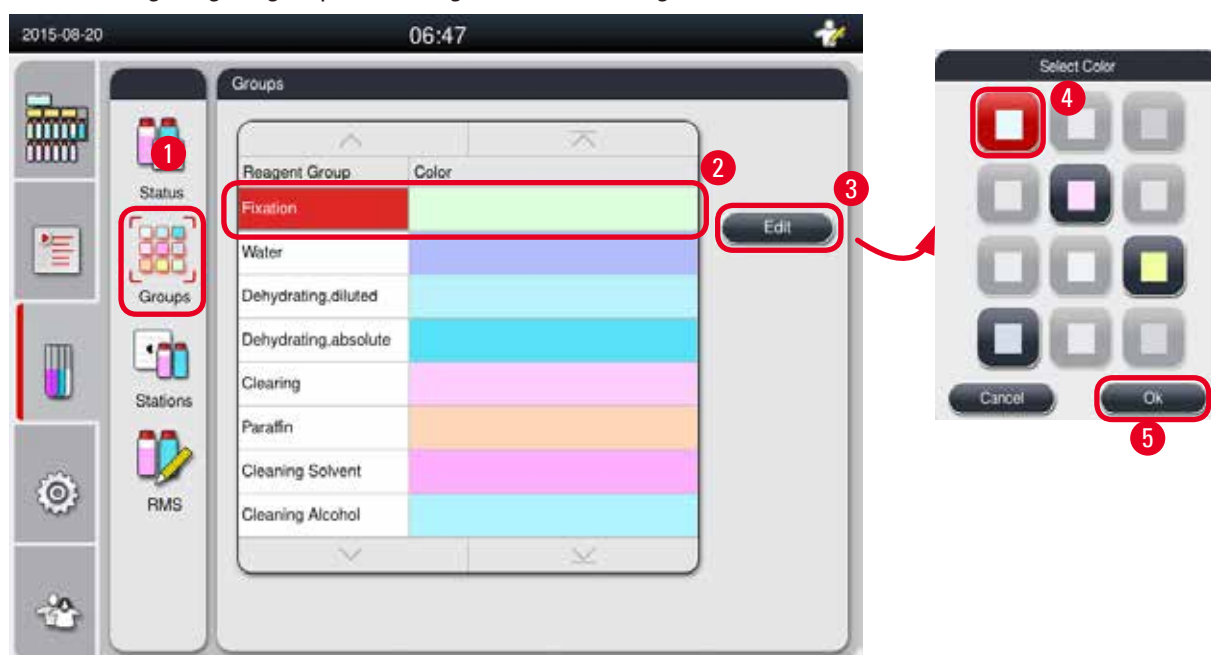 2015-08-20
06:47
Groups
Select Color
4
1
Reagent Group
Color
2
3
Status
Fixation
Edit
Water
Groups
Dehydrating.diluted
Dehydrating.absolute
Clearing
Stations
Cancel
Ok
Paraffin
5
Cleaning Solvent
RMS
Cleaning Alcohol